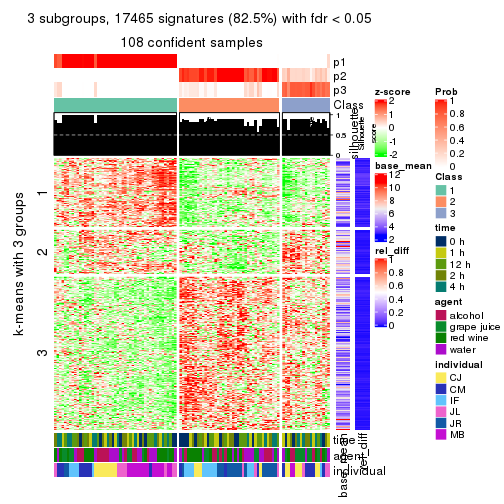 3 subgroups, 17465 signatures (82.5%) with fdr < 0.05
108 confident samples
p1
p2
p3
Class
1
0.5
0
silhouette
Silhouette
score
k-means with 3 groups
1
2
3
time
agent
individual
base_mean
rel_diff
z-score
2
1
0
-1
-2
base_mean
12
10
8
6
4
2
rel_diff
1
0.8
0.6
0.4
0.2
0
Prob
1
0.8
0.6
0.4
0.2
0
Class
1
2
3
time
0 h
1 h
12 h
2 h
4 h
agent
alcohol
grape juice
red wine
water
individual
CJ
CM
IF
JL
JR
MB